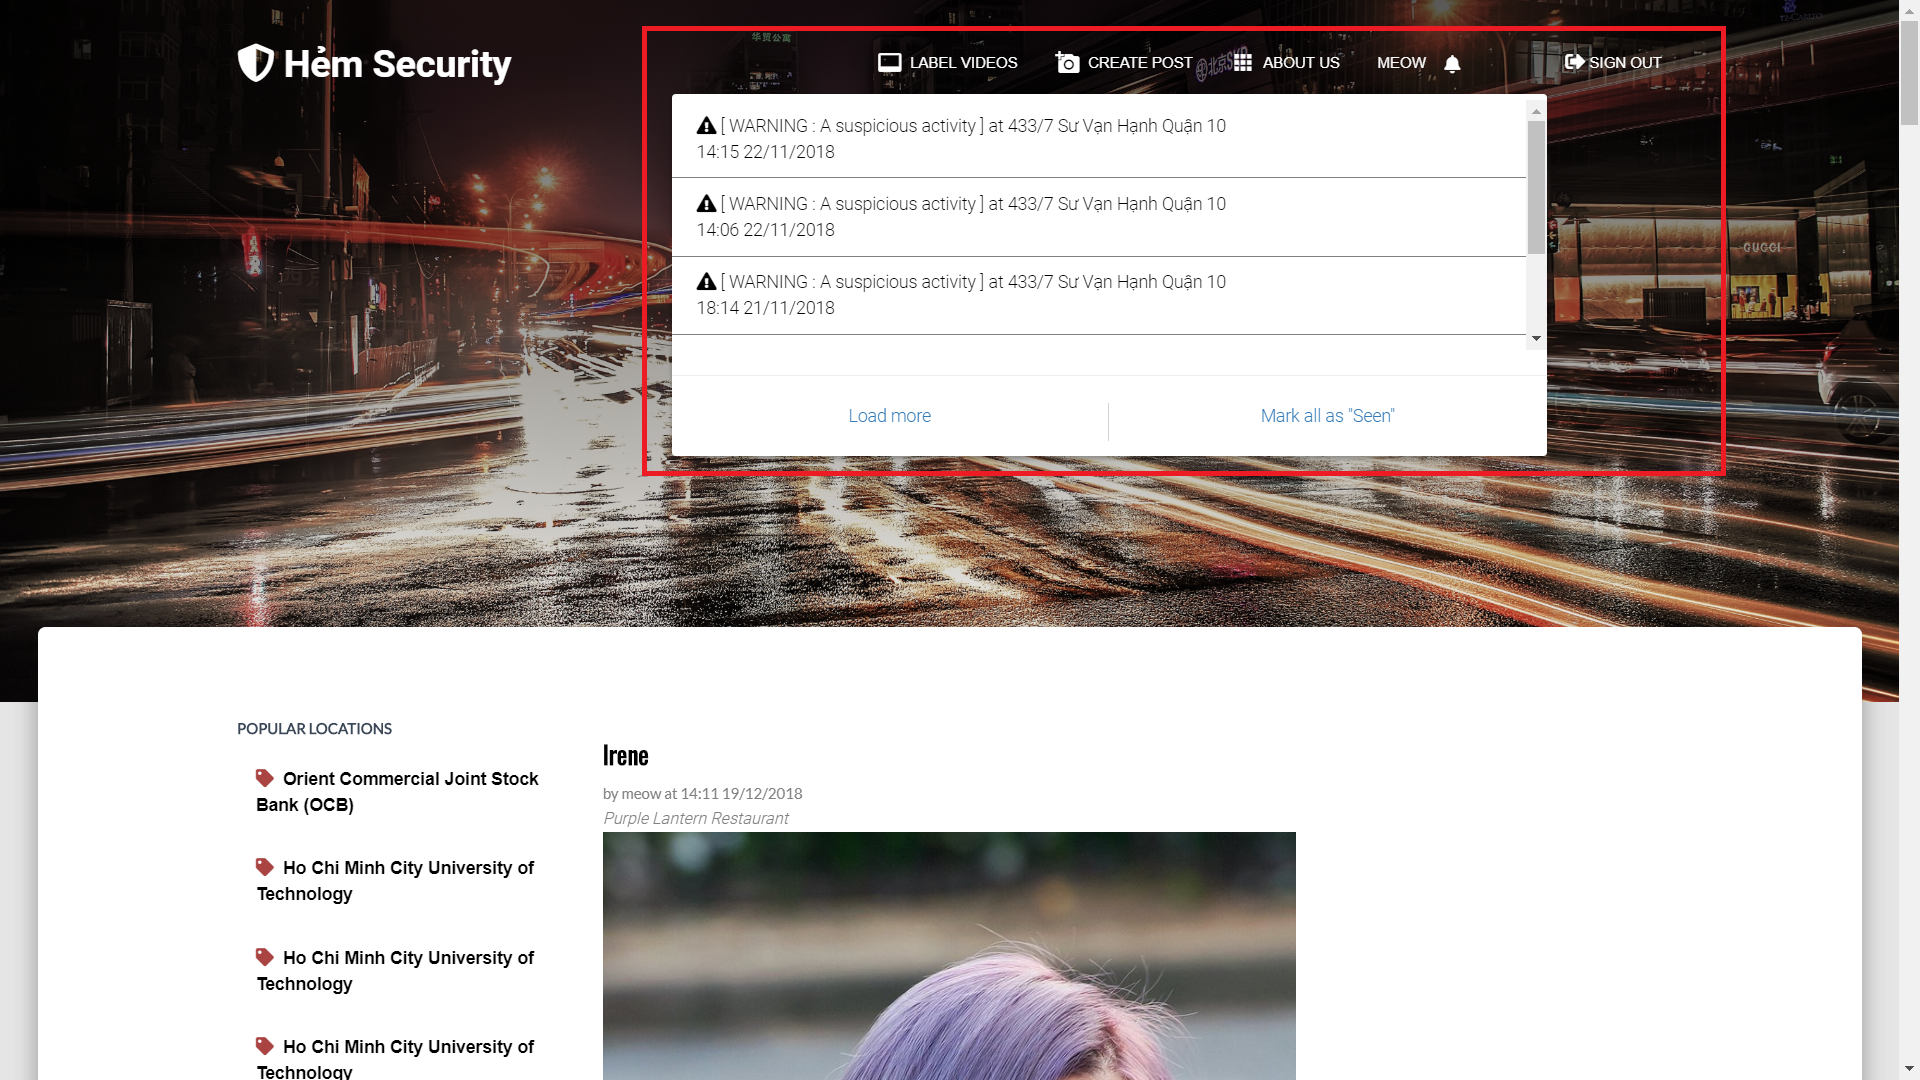 Hẻm Security
LABEL VIDEOS
CREATE POST
ABOUT US
MEOW
SIGN OUT
[ WARNING : A suspicious activity ] at 433/7 Sư Vạn Hạnh Quận 10
14:15 22/11/2018
[ WARNING : A suspicious activity ] at 433/7 Sư Vạn Hạnh Quận 10
14:06 22/11/2018
[ WARNING : A suspicious activity ] at 433/7 Sư Vạn Hạnh Quận 10
18:14 21/11/2018
Load more
Mark all as "Seen"
GUCCI
POPULAR LOCATIONS
Orient Commercial Joint Stock
Bank (OCB)
Ho Chi Minh City University of
Technology
Ho Chi Minh City University of
Technology
Ho Chi Minh City University of
Technology
Irene
by meow at 14:11 19/12/2018
Purple Lantern Restaurant